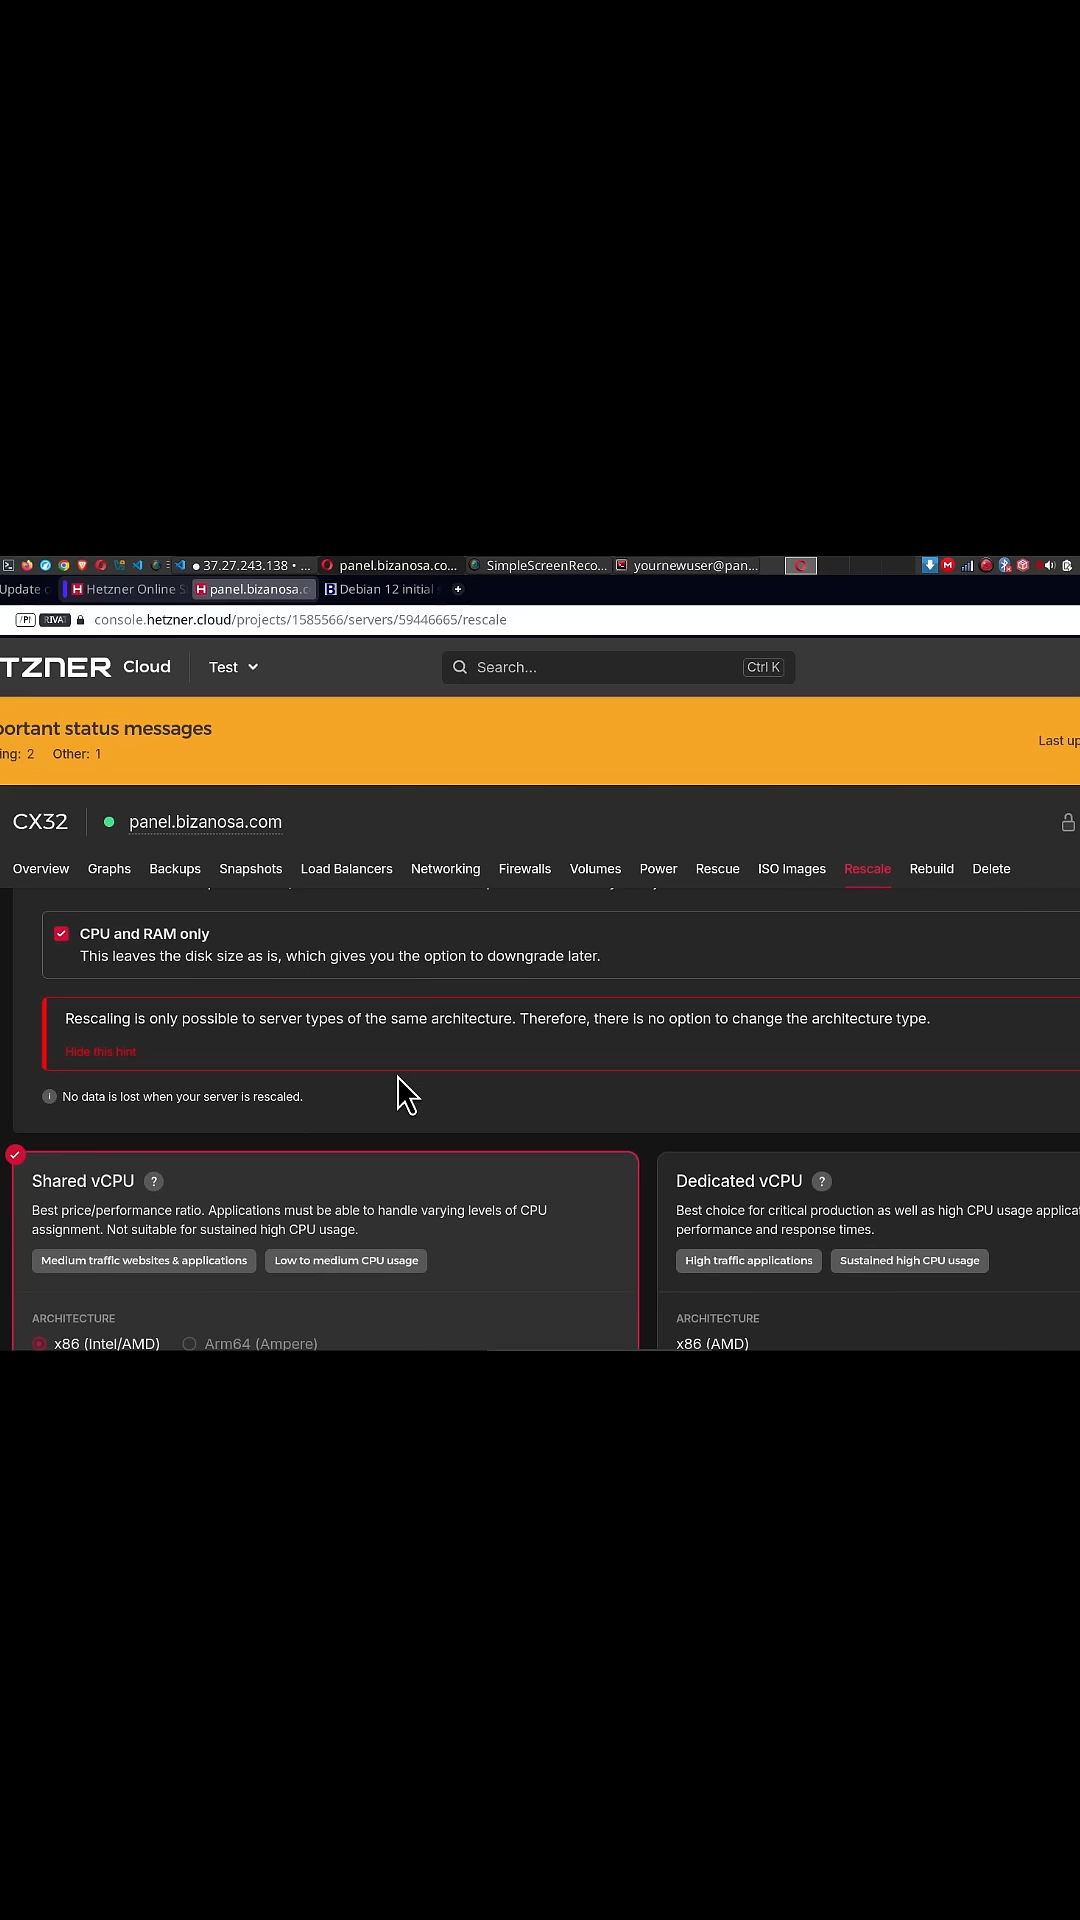 37.27.243.138 • ...
panel.bizanosa.co...
SimpleScreenReco...
yournewuser@pan...
Update
Hetzner Online S
panel.bizanosa.c
Debian 12 initial
/P!
RIVA
console.hetzner.cloud/projects/1585566/servers/59446665/rescale
TZNER Cloud
Test
Search...
Ctrl K
portant status messages
ing: 2 Other: 1
Last up
CX32
panel.bizanosa.com
Overview Graphs Backups Snapshots Load Balancers Networking Firewalls Volumes Power Rescue ISO Images Rescale Rebuild Delete
CPU and RAM only
This leaves the disk size as is, which gives you the option to downgrade later.
Rescaling is only possible to server types of the same architecture. Therefore, there is no option to change the architecture type.
Hide this hint
No data is lost when your server is rescaled.
Shared vCPU ?
Best price/performance ratio. Applications must be able to handle varying levels of CPU
assignment. Not suitable for sustained high CPU usage.
Medium traffic websites & applications
Low to medium CPU usage
ARCHITECTURE
x86 (Intel/AMD)
Arm64 (Ampere)
Dedicated vCPU ?
Best choice for critical production as well as high CPU usage applicat
performance and response times.
High traffic applications
Sustained high CPU usage
ARCHITECTURE
x86 (AMD)